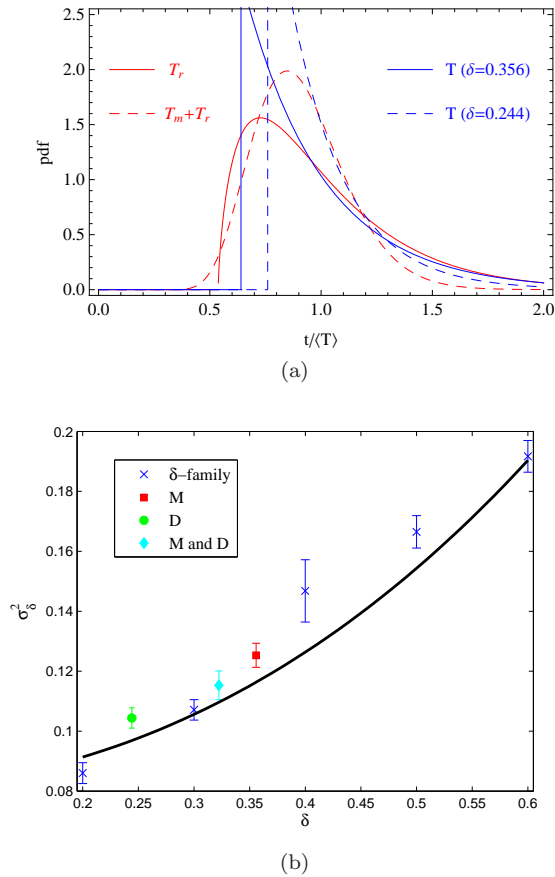 2.5
2.0
1.5
1.0
0.5
0.0
pdf
T_r
T_m+T_r
T (δ=0.356)
T (δ=0.244)
0.0 0.5 1.0 1.5 2.0
t/⟨T⟩
(a)
0.2
0.18
0.16
0.14
0.12
0.1
0.08
σ²_δ
δ−family
M
D
M and D
0.2 0.25 0.3 0.35 0.4 0.45 0.5 0.55 0.6
δ
(b)